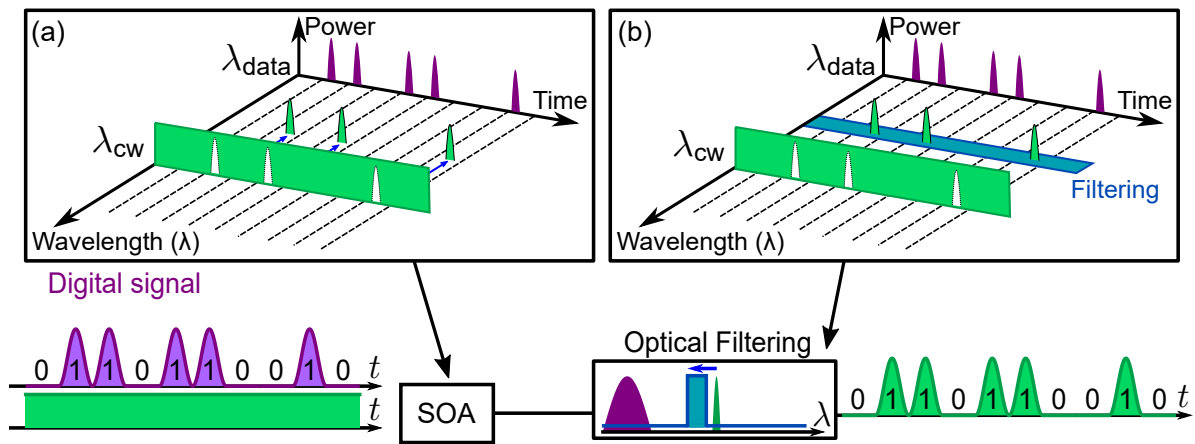 (a)
Power
λdata
Time
λcw
Wavelength (λ)
(b)
Power
λdata
Time
λcw
Filtering
Wavelength (λ)
Digital signal
0 1 1 0 1 1 0 0 1 0 t
t
SOA
Optical Filtering
λ
0 1 1 0 1 1 0 0 1 0 t